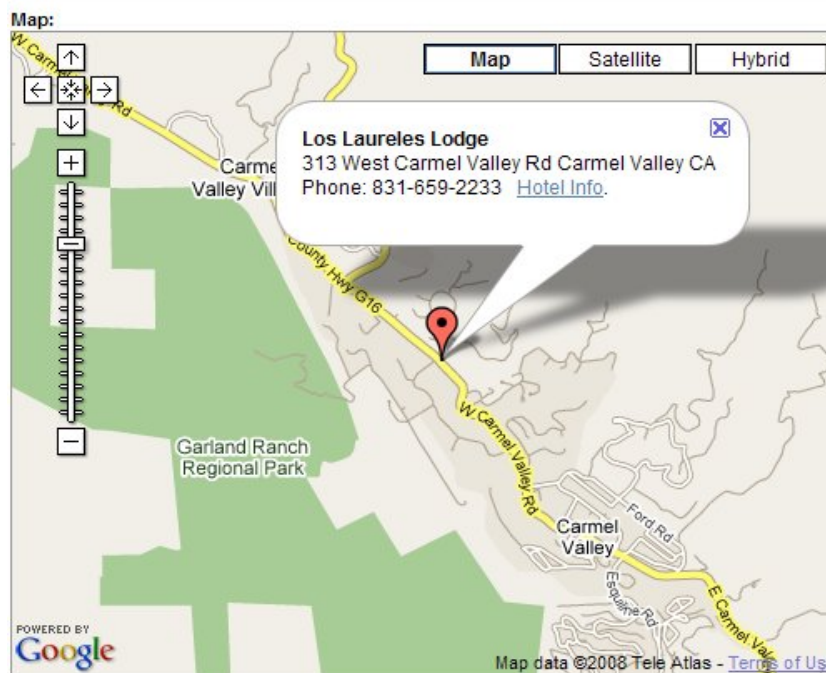 Map:
W Carmel Valley Rd
Map Satellite Hybrid
Los Laureles Lodge
313 West Carmel Valley Rd Carmel Valley CA
Phone: 831-659-2233 Hotel Info.
Carme
Valley Vill
County Hwy G16
W Carmel Valley Rd
Garland Ranch
Regional Park
Ford Rd
Carmel
Valley
Esquiline Rd
E Carmel Valle
POWERED BY
Google
Map data ©2008 Tele Atlas - Terms of Us